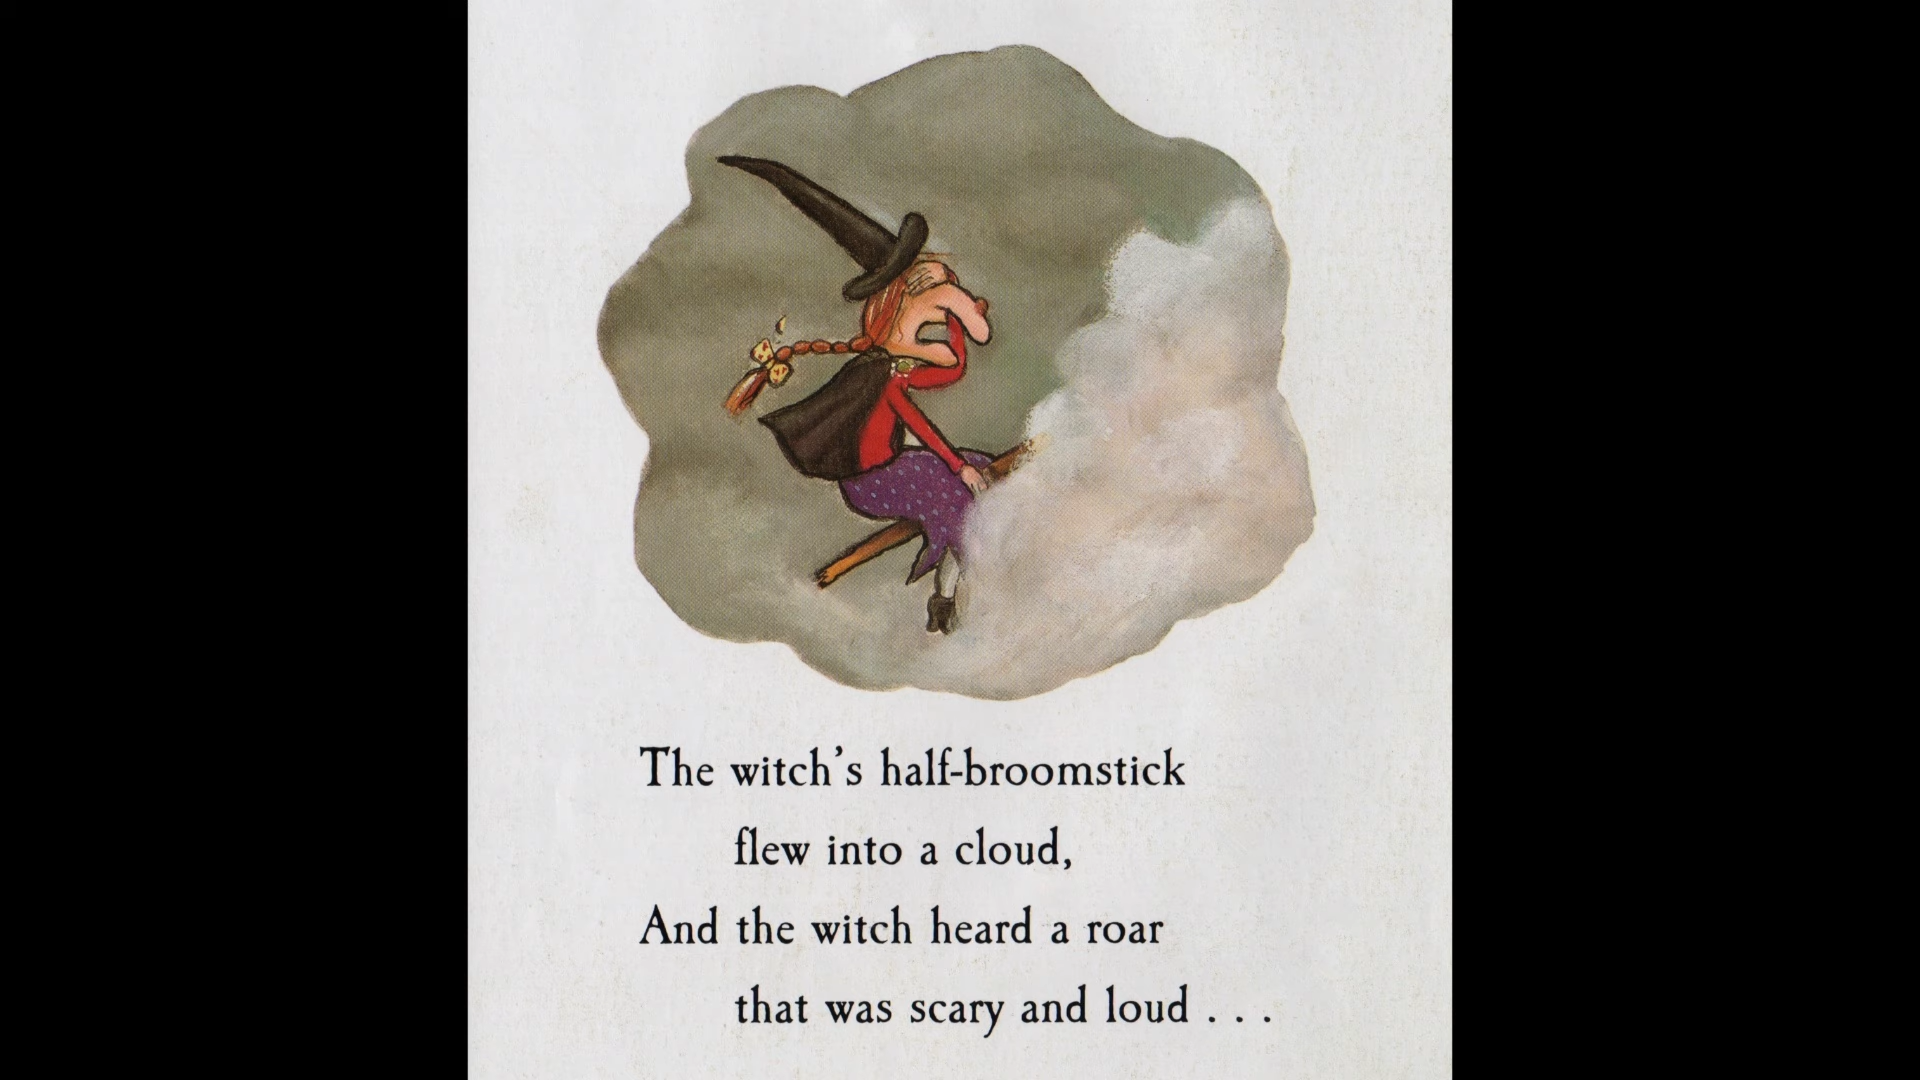 The witch's half-broomstick
flew into a cloud,
And the witch heard a roar
that was scary and loud . . .